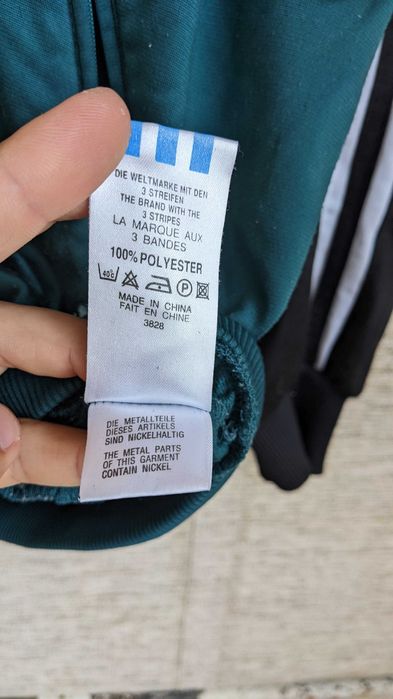 DIE WELTMARKE MIT DEN
3 STREIFEN
THE BRAND WITH THE
3 STRIPES
LA MARQUE AUX
3 BANDES
100% POLYESTER
40°C P
MADE IN CHINA
FAIT EN CHINE
3828
DIE METALLTEILE
DIESES ARTIKELS
SIND NICKELHALTIG
THE METAL PARTS
OF THIS GARMENT
CONTAIN NICKEL